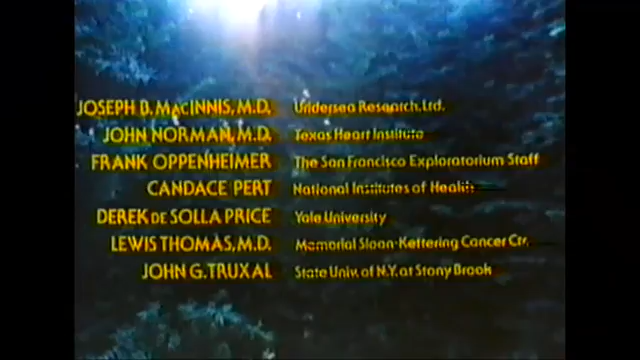 JOSEPH B. MacINNIS, M.D. Undersea Research, Ltd.
JOHN NORMAN, M.D. Texas Heart Institute
FRANK OPPENHEIMER The San Francisco Exploratorium Staff
CANDACE PERT National Institutes of Health
DEREK DE SOLLA PRICE Yale University
LEWIS THOMAS, M.D. Memorial Sloan-Kettering Cancer Ctr.
JOHN G. TRUXAL State Univ. of N.Y. at Stony Brook